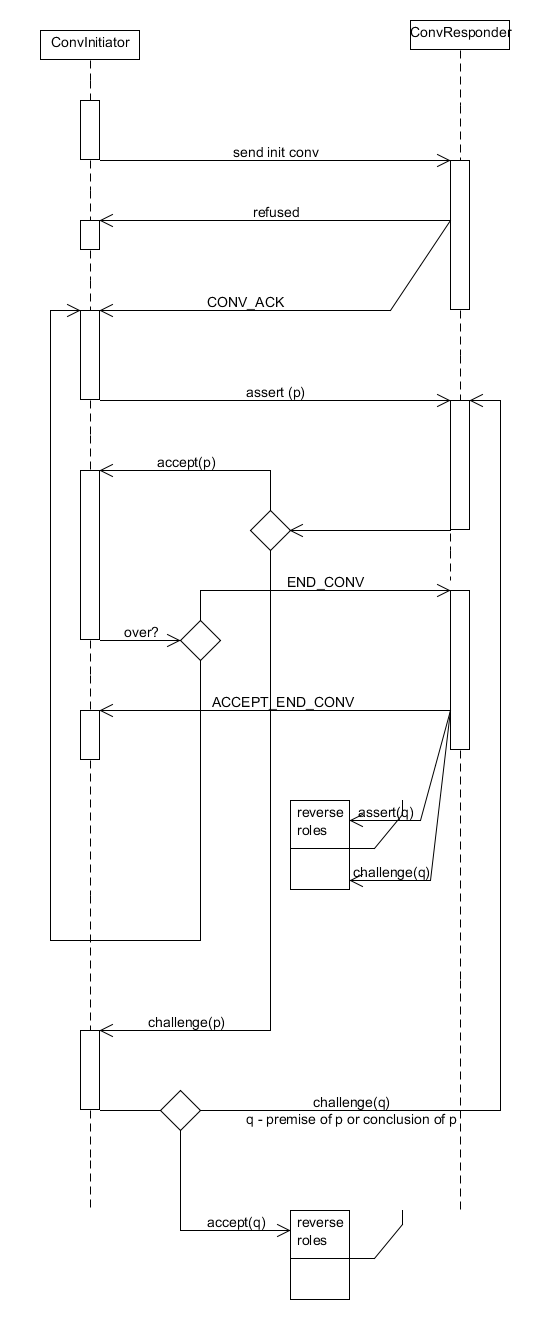 ConvInitiator
ConvResponder
send init conv
refused
CONV_ACK
assert (p)
accept(p)
END_CONV
over?
ACCEPT_END_CONV
reverse
roles
assert(q)
challenge(q)
challenge(p)
challenge(q)
q - premise of p or conclusion of p
accept(q)
reverse
roles